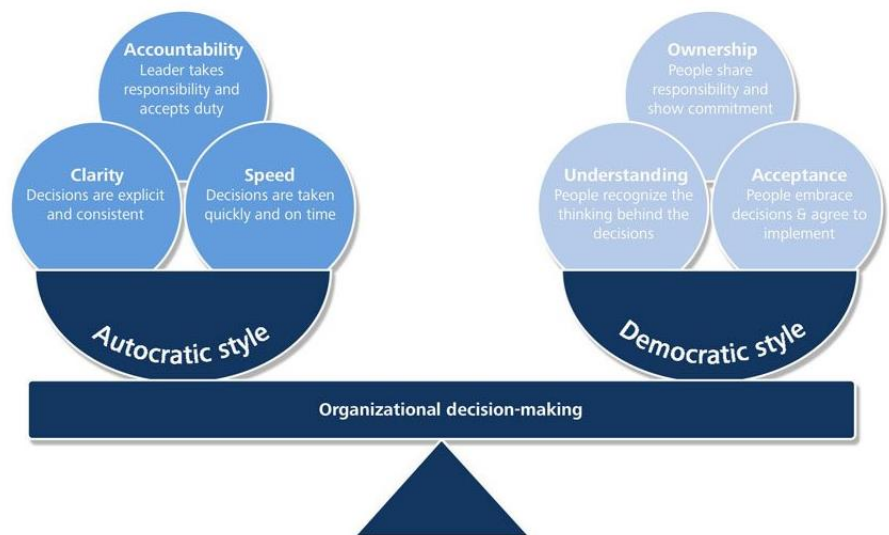 Accountability
Leader takes
responsibility and
accepts duty
Clarity
Decisions are explicit
and consistent
Speed
Decisions are taken
quickly and on time
Autocratic style
Ownership
People share
responsibility and
show commitment
Understanding
People recognize the
thinking behind the
decisions
Acceptance
People embrace
decisions & agree to
implement
Democratic style
Organizational decision-making